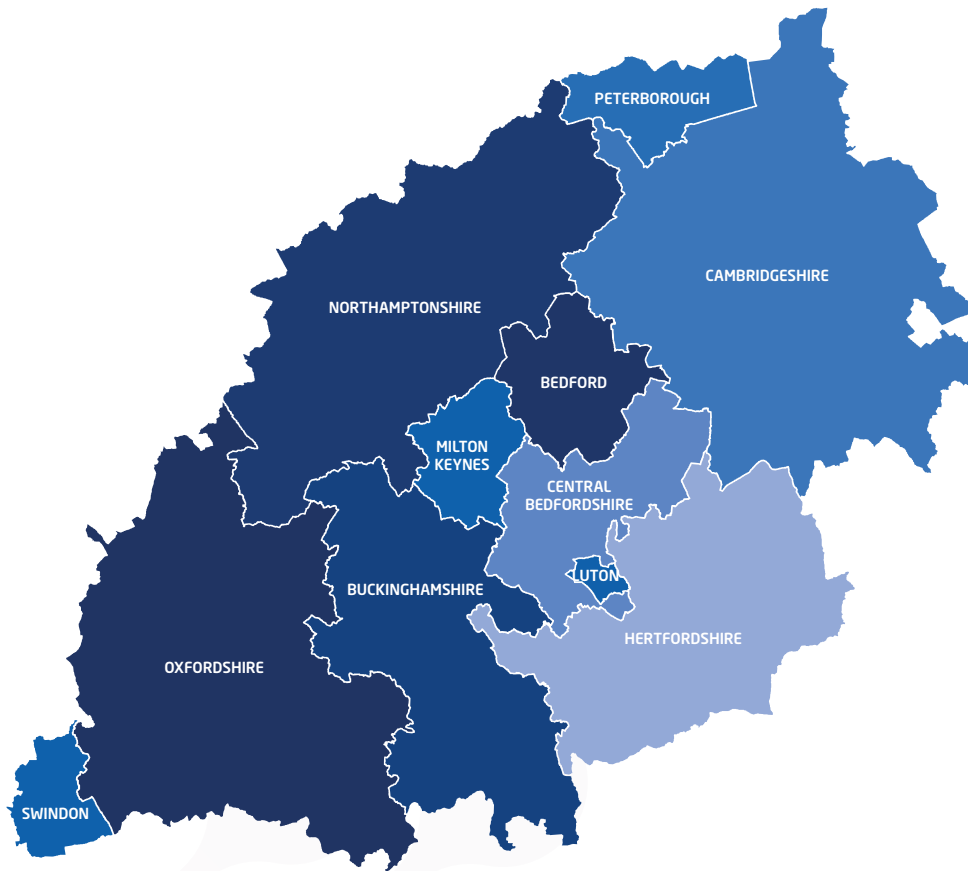 PETERBOROUGH
CAMBRIDGESHIRE
NORTHAMPTONSHIRE
BEDFORD
MILTON
KEYNES
CENTRAL
BEDFORDSHIRE
LUTON
BUCKINGHAMSHIRE
HERTFORDSHIRE
OXFORDSHIRE
SWINDON